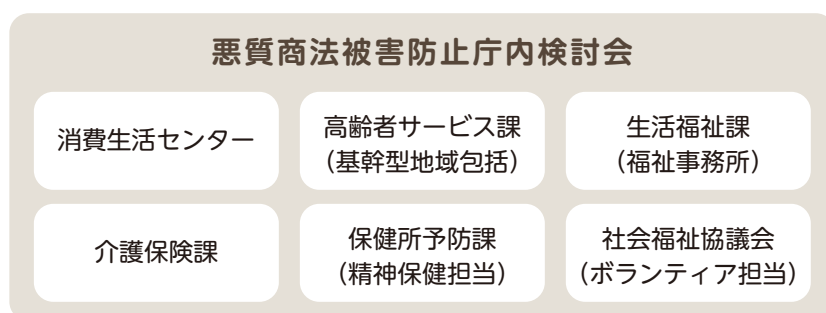 悪質商法被害防止庁内検討会
消費生活センター
高齢者サービス課
（基幹型地域包括）
生活福祉課
（福祉事務所）
介護保険課
保健所予防課
（精神保健担当）
社会福祉協議会
（ボランティア担当）